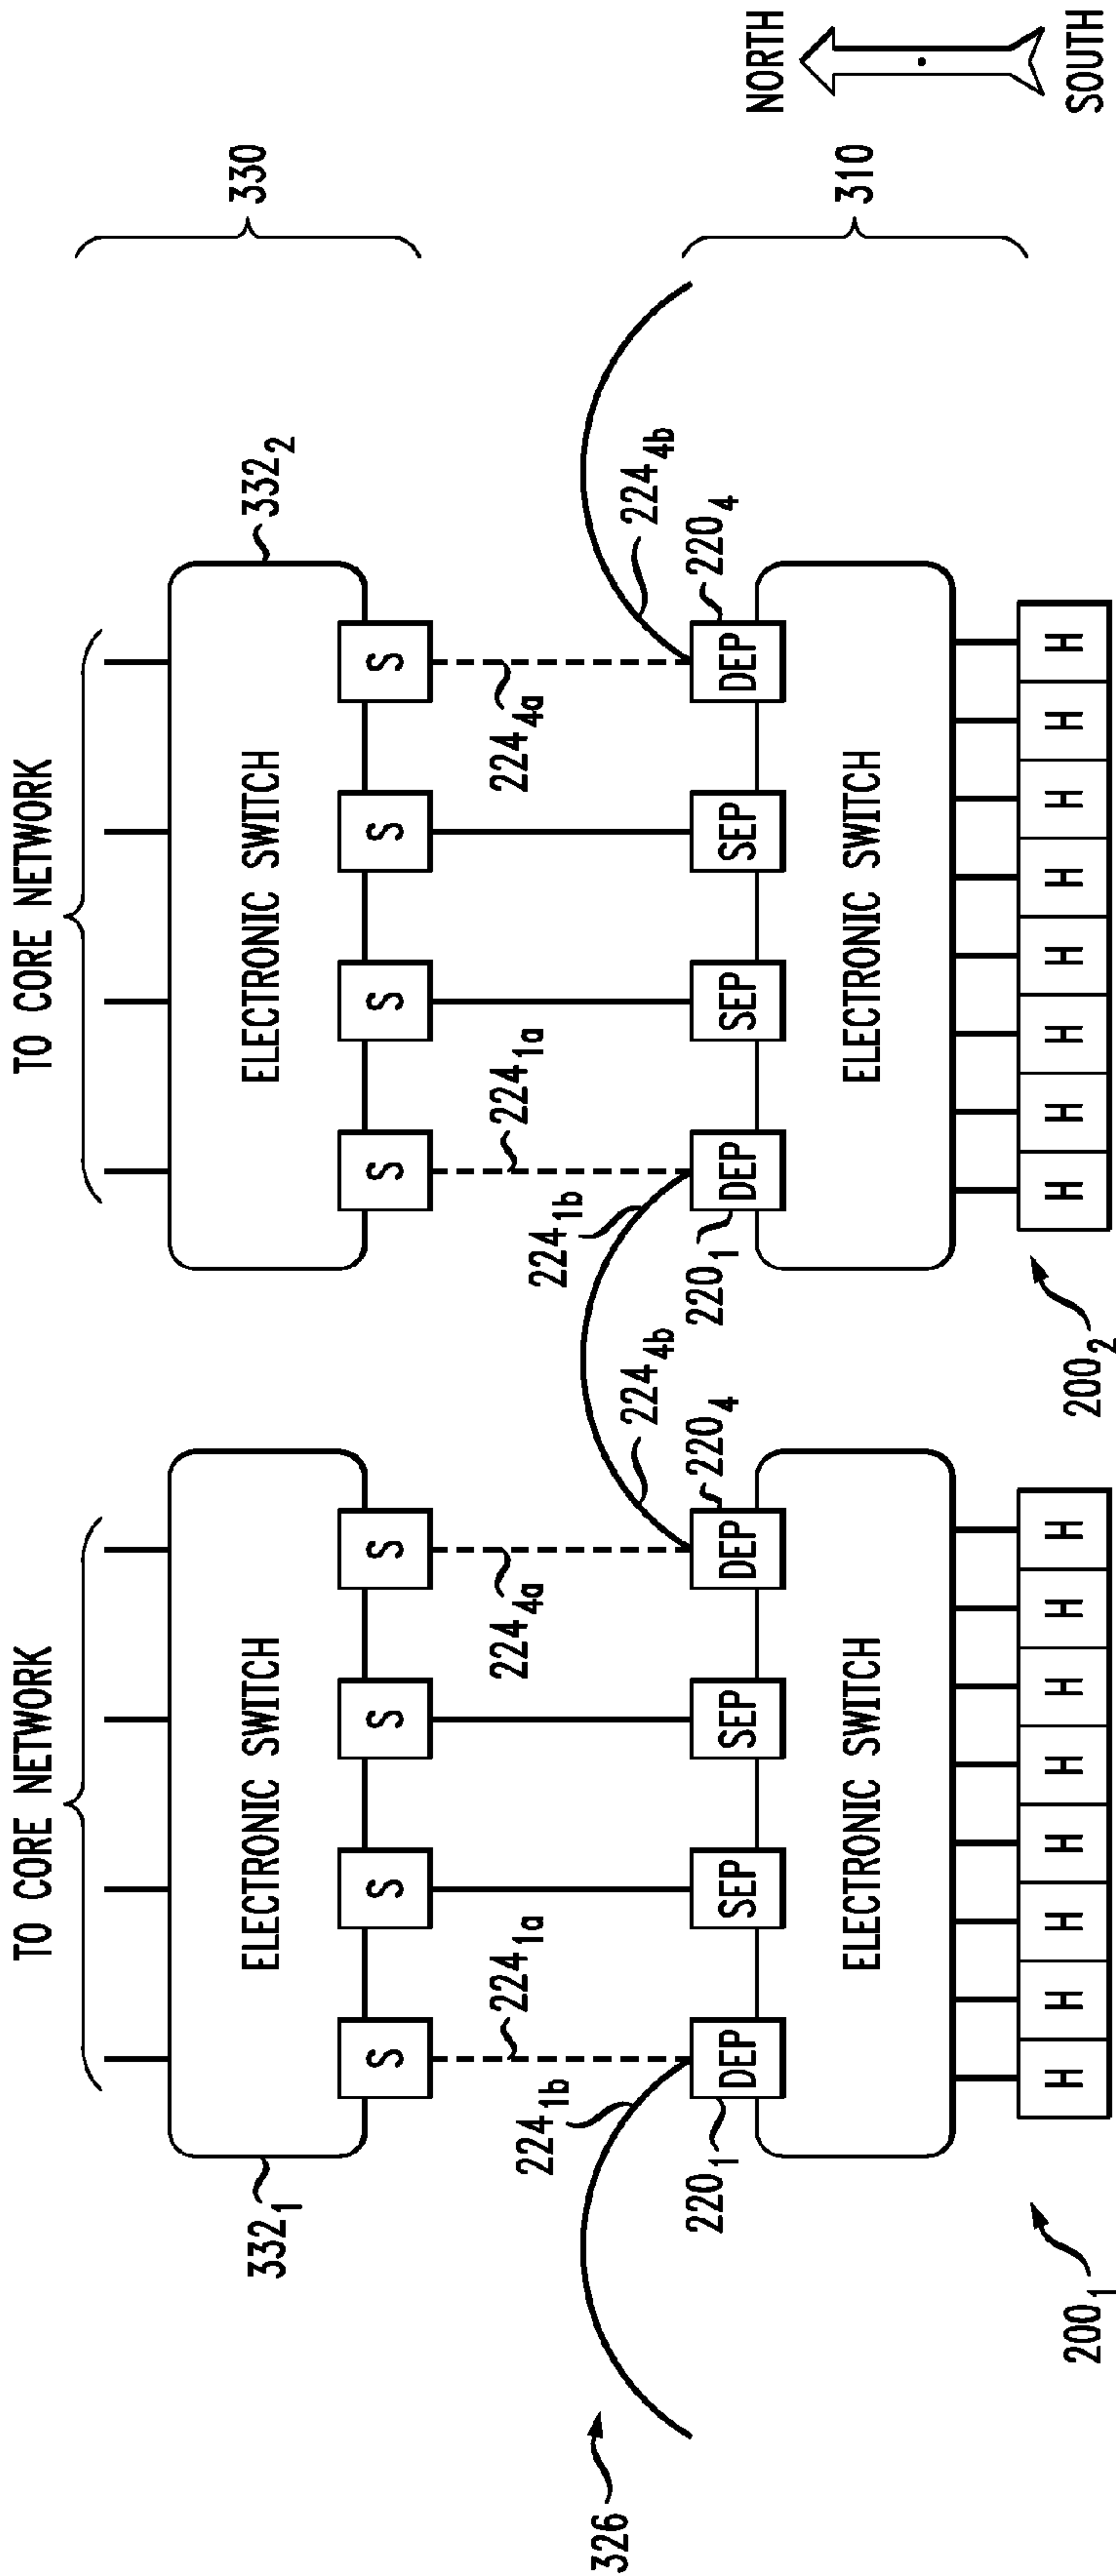 TO CORE NETWORK
TO CORE NETWORK
330
332₁
ELECTRONIC SWITCH
ELECTRONIC SWITCH
332₂
S S S S
S S S S
224₁ₐ
224₄ₐ
224₁ₐ
224₄ₐ
326
224₁b
224₄b
224₁b
224₄b
220₁
DEP SEP SEP DEP
220₄
220₁
DEP SEP SEP DEP
220₄
310
NORTH
SOUTH
ELECTRONIC SWITCH
ELECTRONIC SWITCH
200₁
H H H H H H H H
200₂
H H H H H H H H